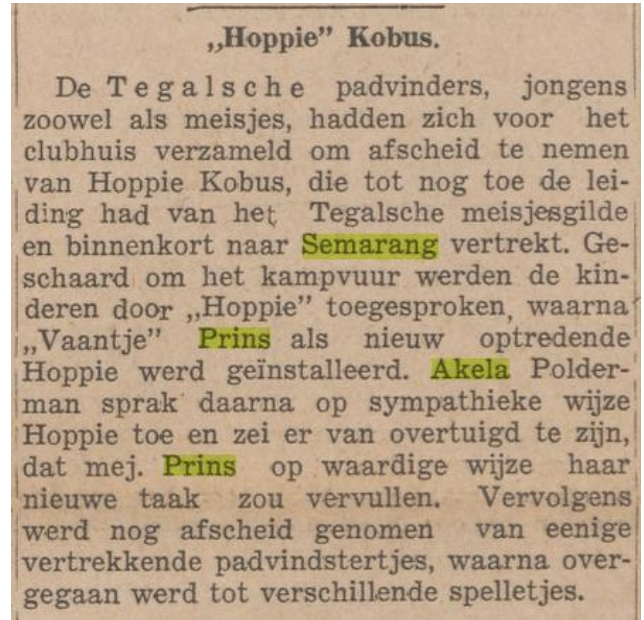 „Hoppie” Kobus.
De Tegalsche padvinders, jongens
zoowel als meisjes, hadden zich voor het
clubhuis verzameld om afscheid te nemen
van Hoppie Kobus, die tot nog toe de lei-
ding had van het Tegalsche meisjesgilde
en binnenkort naar Semarang vertrekt. Ge-
schaard om het kampvuur werden de kin-
deren door „Hoppie” toegesproken, waarna
„Vaantje” Prins als nieuw optredende
Hoppie werd geïnstalleerd. Akela Polder-
man sprak daarna op sympathieke wijze
Hoppie toe en zei er van overtuigd te zijn,
dat mej. Prins op waardige wijze haar
nieuwe taak zou vervullen. Vervolgens
werd nog afscheid genomen van eenige
vertrekkende padvindstertjes, waarna over-
gegaan werd tot verschillende spelletjes.